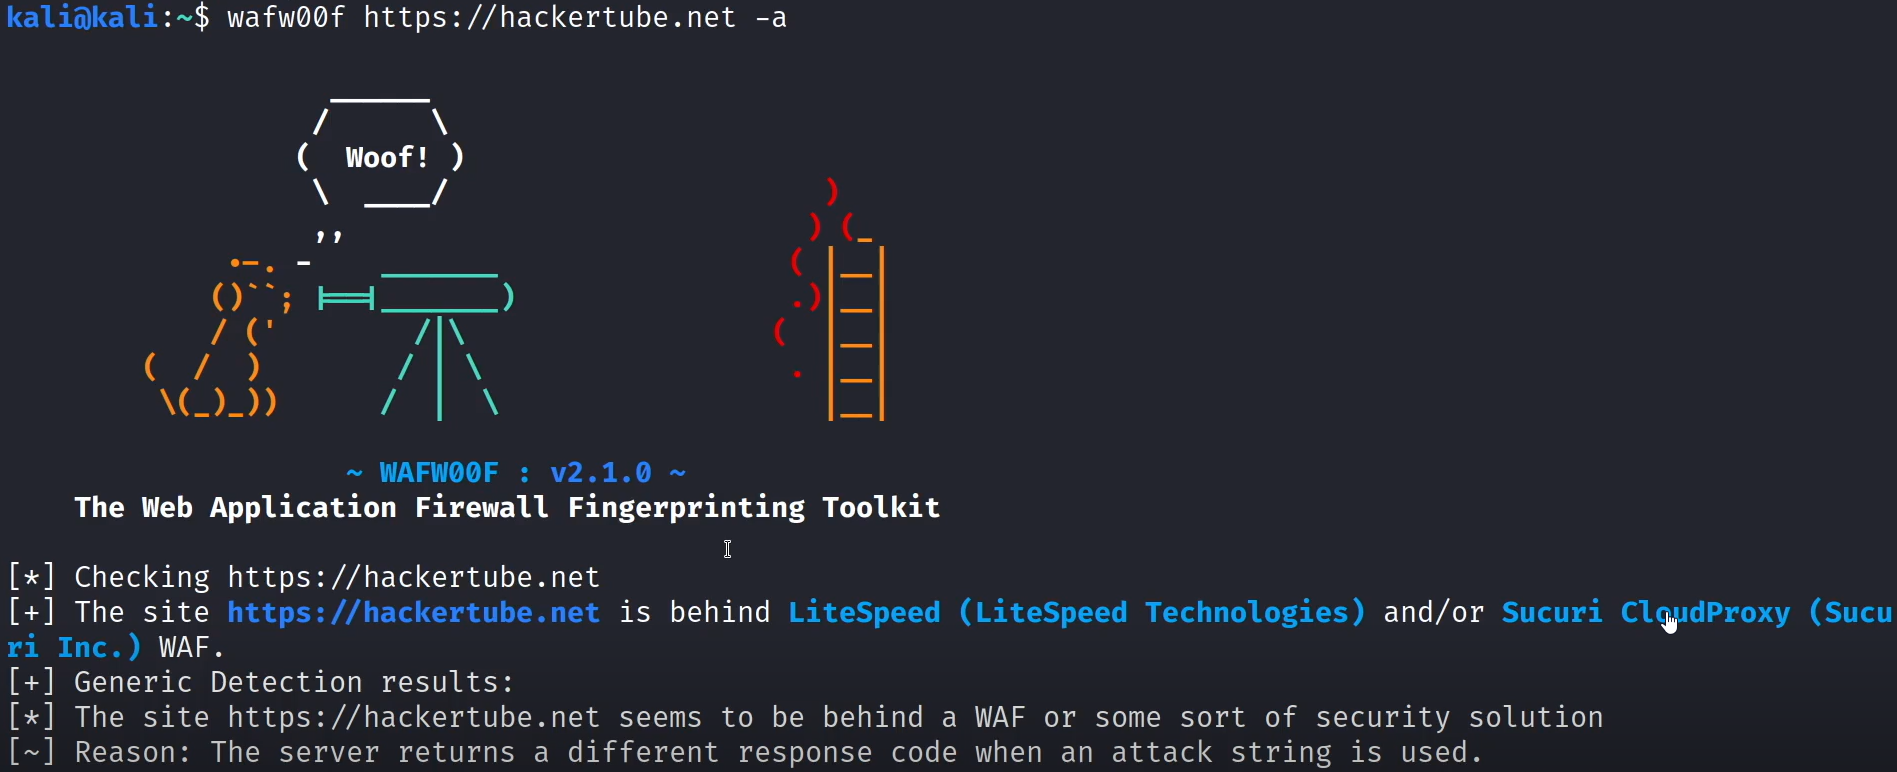 kali@kali:~$ wafw00f https://hackertube.net -a
Woof!
~ WAFW00F : v2.1.0 ~
The Web Application Firewall Fingerprinting Toolkit
[*] Checking https://hackertube.net
[+] The site https://hackertube.net is behind LiteSpeed (LiteSpeed Technologies) and/or Sucuri CloudProxy (Sucu
ri Inc.) WAF.
[+] Generic Detection results:
[*] The site https://hackertube.net seems to be behind a WAF or some sort of security solution
[~] Reason: The server returns a different response code when an attack string is used.